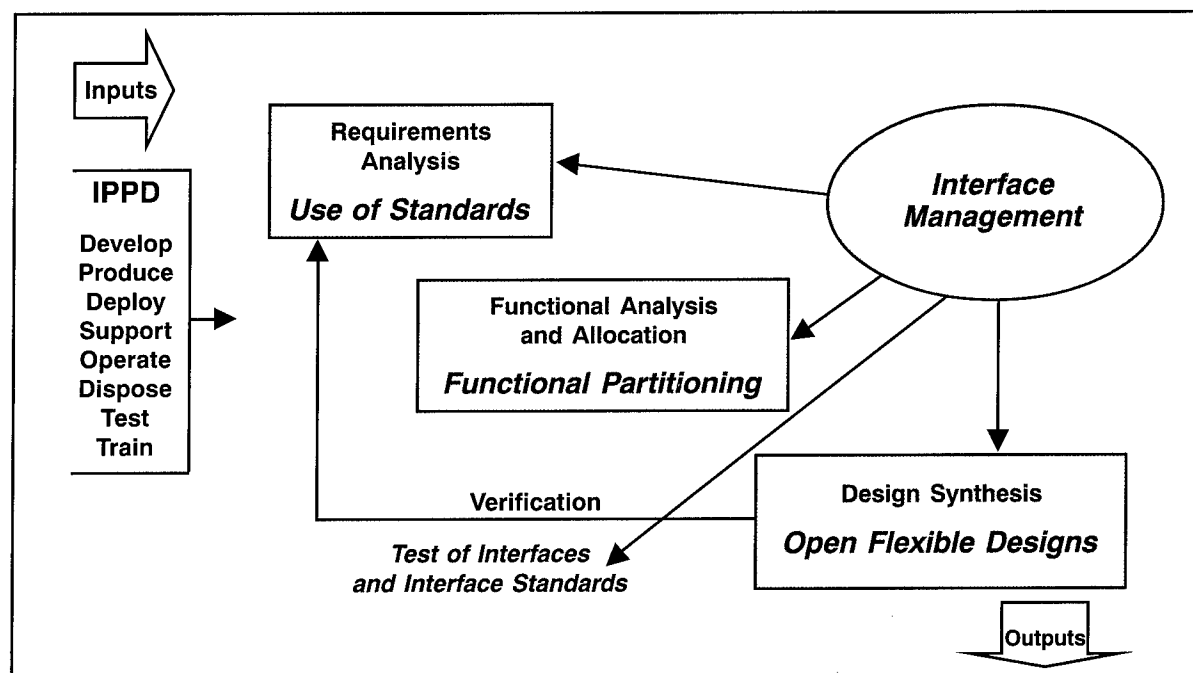 Inputs
IPPD
Develop
Produce
Deploy
Support
Operate
Dispose
Test
Train
Requirements
Analysis
Use of Standards
Interface
Management
Functional Analysis
and Allocation
Functional Partitioning
Verification
Design Synthesis
Open Flexible Designs
Test of Interfaces
and Interface Standards
Outputs